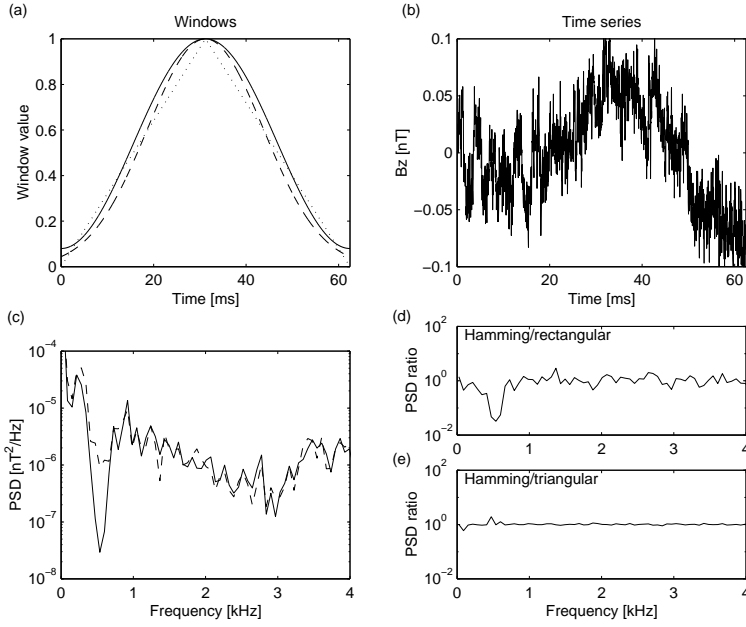 (a)
Windows
1
0.8
0.6
0.4
0.2
0
Window value
0
20
40
60
Time [ms]
(b)
Time series
0.1
0.05
0
−0.05
−0.1
Bz [nT]
0
20
40
60
Time [ms]
(c)
10^−4
10^−5
10^−6
10^−7
10^−8
PSD [nT^2/Hz]
0
1
2
3
4
Frequency [kHz]
(d)
Hamming/rectangular
10^2
10^0
10^−2
PSD ratio
0
1
2
3
4
(e)
Hamming/triangular
10^2
10^0
10^−2
PSD ratio
0
1
2
3
4
Frequency [kHz]